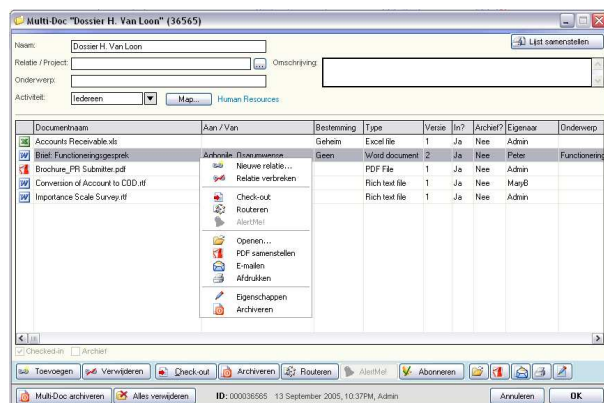 Multi-Doc "Dossier H. Van Loon" (36565)
Naam: Dossier H. Van Loon
Lijst samenstellen
Relatie / Project: ... Omschrijving:
Onderwerp:
Activiteit: Iedereen Map... Human Resources
Documentnaam Aan / Van Bestemming Type Versie In? Archief? Eigenaar Onderwerp
Accounts Receivable.xls Geheim Excel file 1 Ja Nee Admin
Brief: Functioneringsgesprek Geen Word document 2 Ja Nee Peter Functionering
Brochure_PR Submitter.pdf PDF File 1 Ja Nee Admin
Conversion of Account to COD.rtf Rich text file 1 Ja Nee MaryB
Importance Scale Survey.rtf Rich text file 1 Ja Nee Admin
Nieuwe relatie...
Relatie verbreken
Check-out
Routeren
AlertMe!
Openen...
PDF samenstellen
E-mailen
Afdrukken
Eigenschappen
Archiveren
Checked-in Archief
Toevoegen Verwijderen Check-out Archiveren Routeren AlertMe! Abonneren
Multi-Doc archiveren Alles verwijderen ID: 000036565 13 September 2005, 10:37PM, Admin Annuleren OK